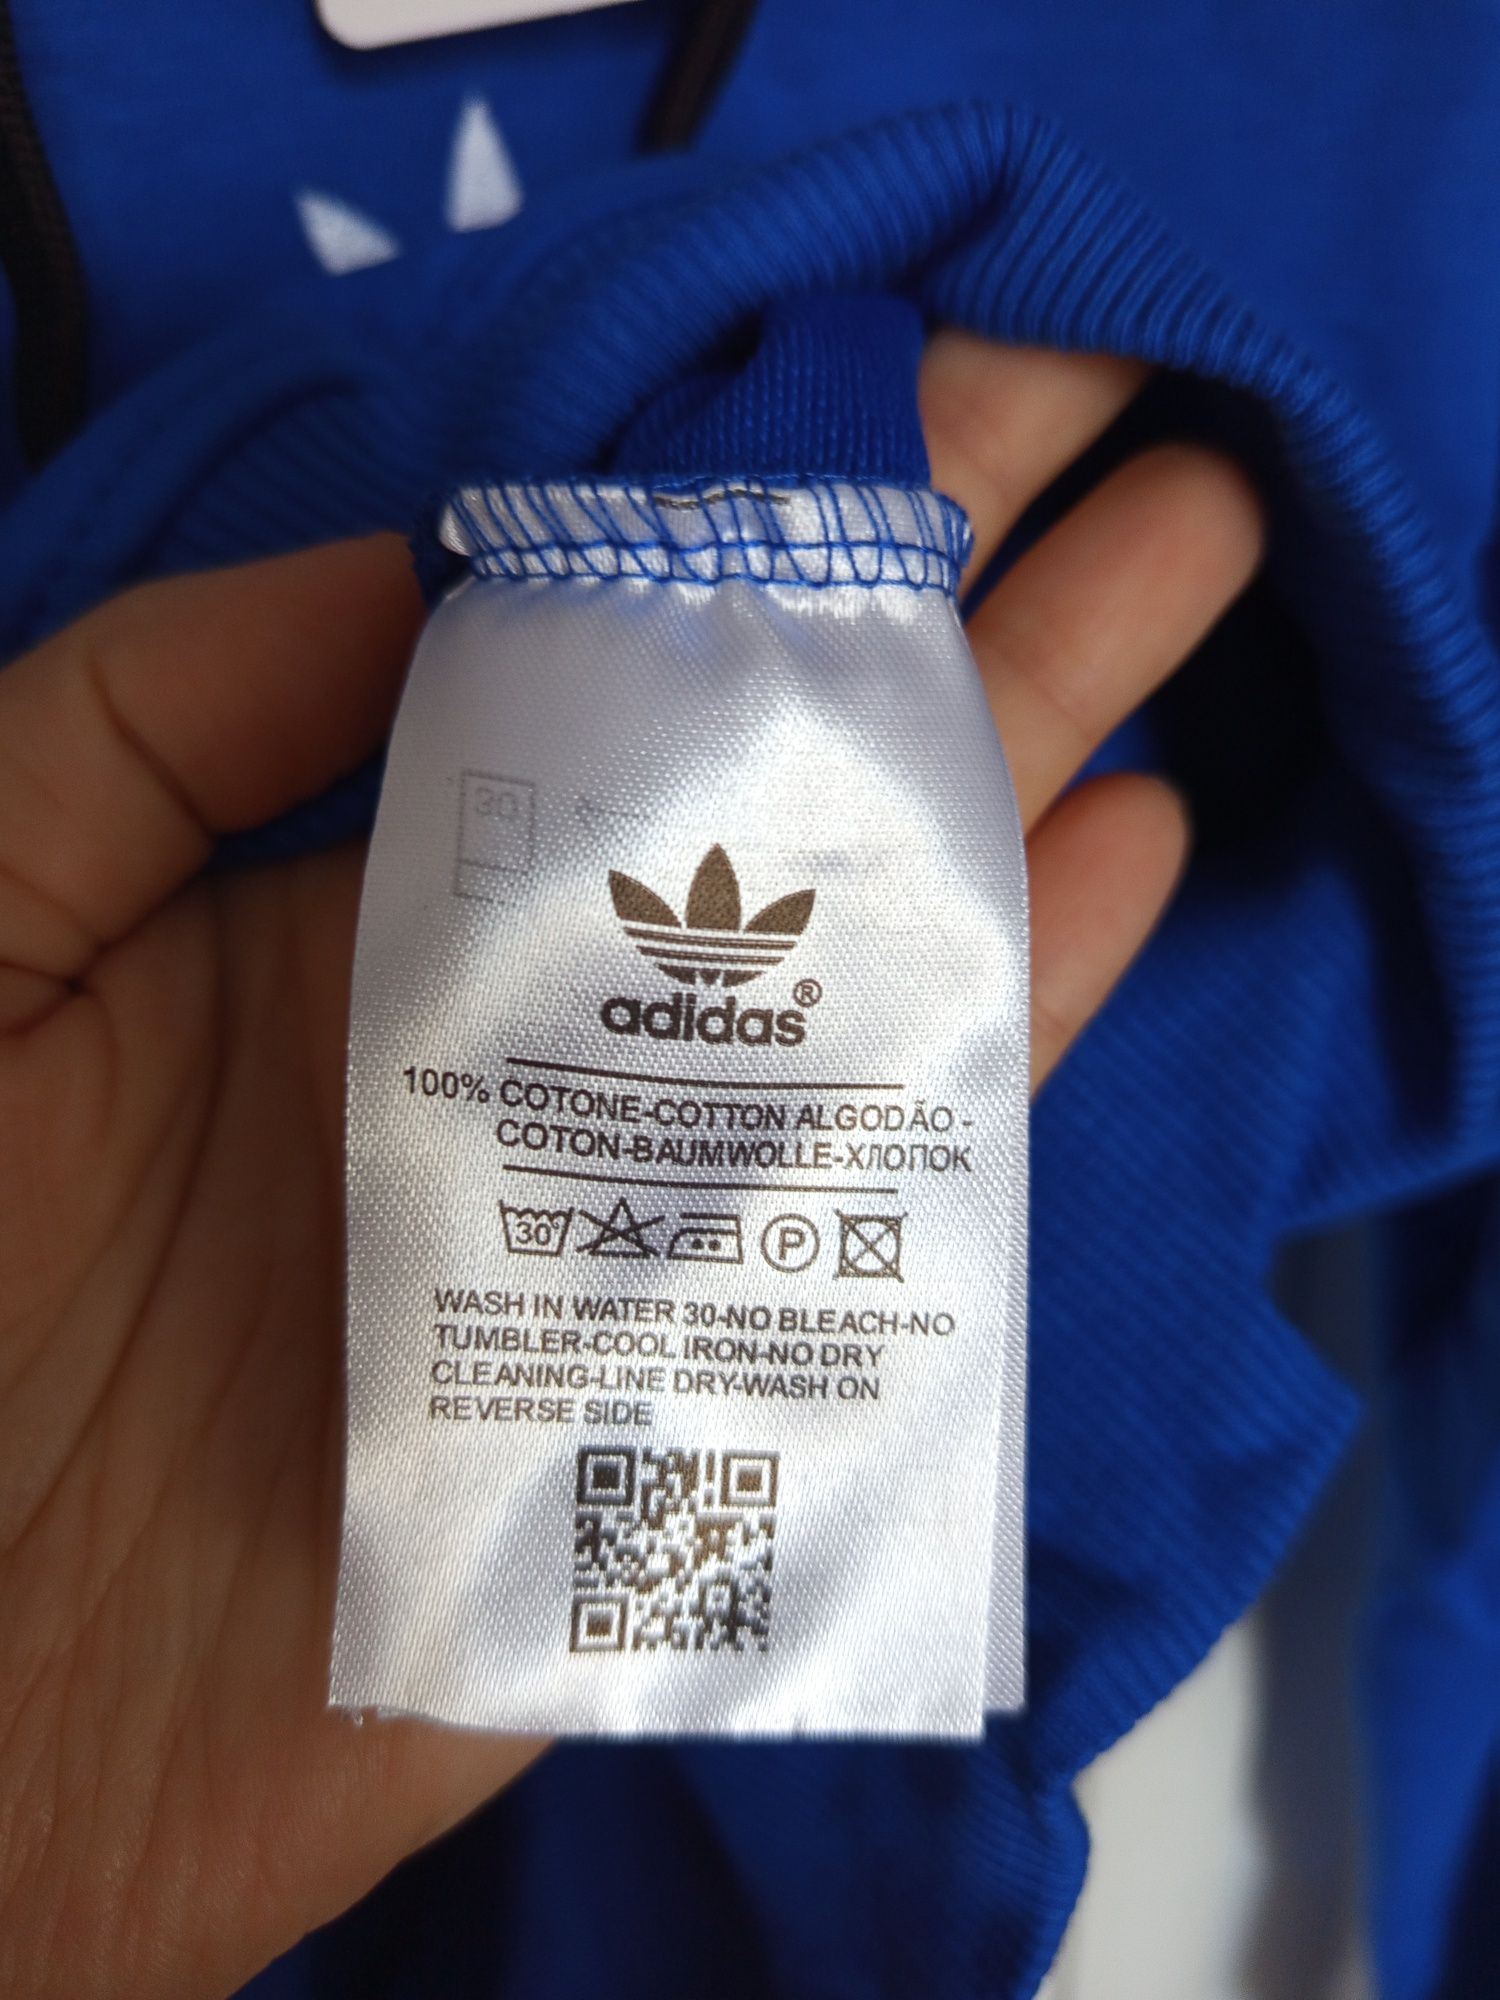 30
adidas®
100% COTONE-COTTON ALGODÃO-
COTON-BAUMWOLLE-ХЛОПОК
30° P
WASH IN WATER 30-NO BLEACH-NO
TUMBLER-COOL IRON-NO DRY
CLEANING-LINE DRY-WASH ON
REVERSE SIDE